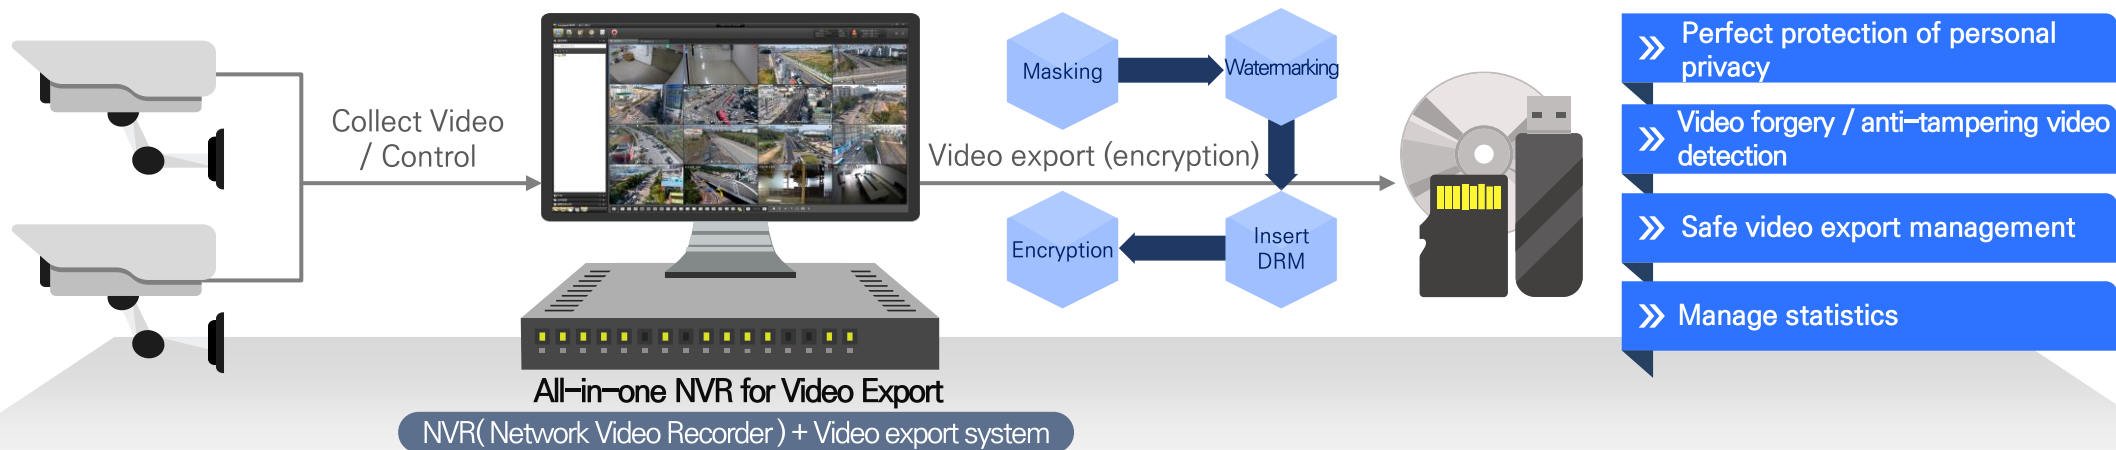 Collect Video
/ Control
All-in-one NVR for Video Export
NVR( Network Video Recorder ) + Video export system
Video export (encryption)
Masking
Watermarking
Insert
DRM
Encryption
Perfect protection of personal
privacy
Video forgery / anti-tampering video
detection
Safe video export management
Manage statistics